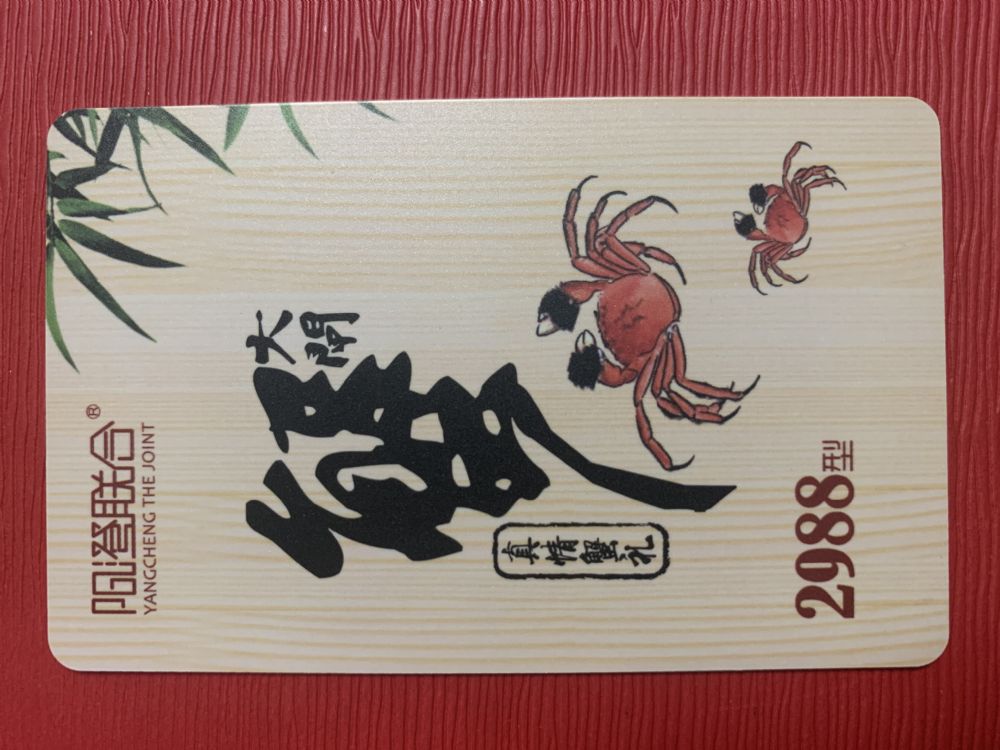 阳澄联合®
YANGCHENG THE JOINT
大闸
蟹
真情蟹礼
2988型